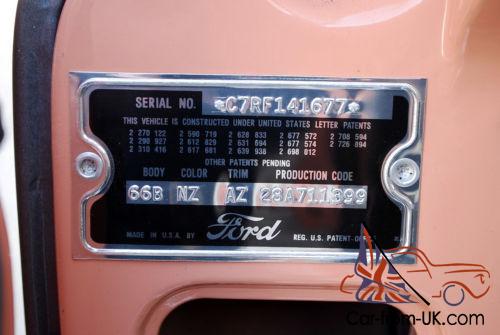 SERIAL NO. *C7RF141677*
THIS VEHICLE IS CONSTRUCTED UNDER UNITED STATES LETTER PATENTS
2 270 122 2 590 719 2 628 833 2 677 572 2 708 594
2 290 927 2 612 829 2 631 694 2 677 574 2 726 894
2 310 416 2 617 681 2 639 938 2 698 012
OTHER PATENTS PENDING
BODY COLOR TRIM PRODUCTION CODE
66B NZ AZ 28A711399
MADE IN U.S.A. BY Ford REG. U.S. PATENT
Car-from-UK.com